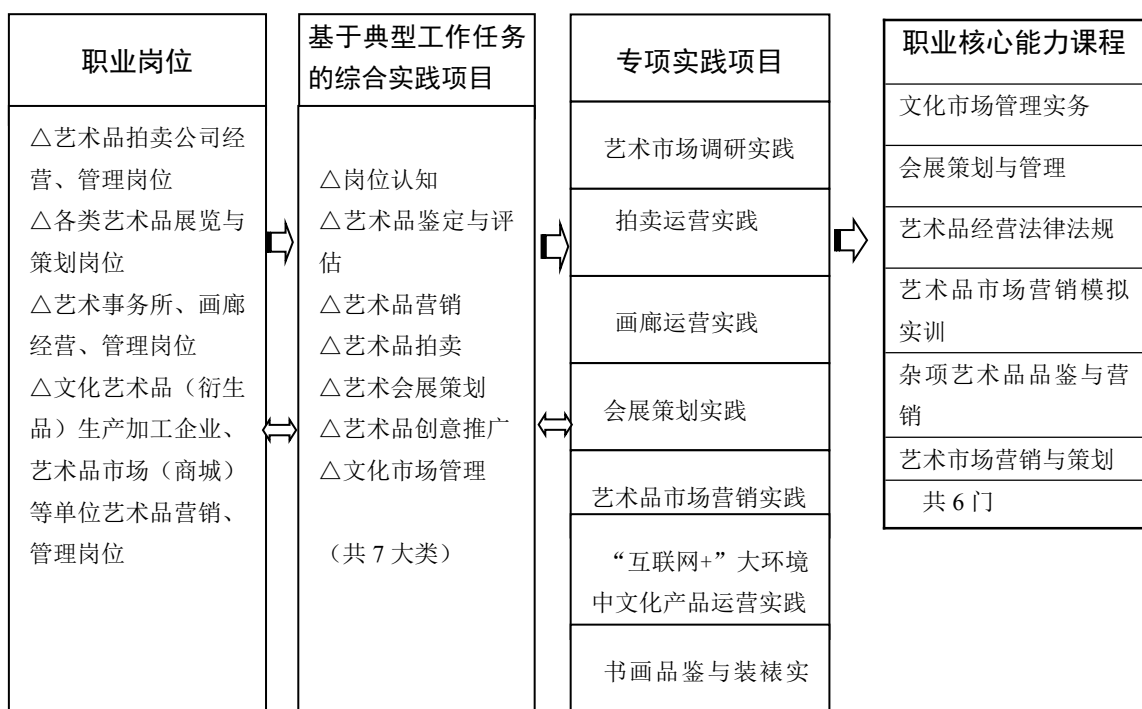 职业岗位
△艺术品拍卖公司经
营、管理岗位
△各类艺术品展览与
策划岗位
△艺术事务所、画廊
经营、管理岗位
△文化艺术品（衍生
品）生产加工企业、
艺术品市场（商城）
等单位艺术品营销、
管理岗位
基于典型工作任务
的综合实践项目
△岗位认知
△艺术品鉴定与评
估
△艺术品营销
△艺术品拍卖
△艺术会展策划
△艺术品创意推广
△文化市场管理
（共 7 大类）
专项实践项目
艺术市场调研实践
拍卖运营实践
画廊运营实践
会展策划实践
艺术品市场营销实践
“互联网+”大环境
中文化产品运营实践
书画品鉴与装裱实
职业核心能力课程
文化市场管理实务
会展策划与管理
艺术品经营法律法规
艺术品市场营销模拟
实训
杂项艺术品品鉴与营
销
艺术市场营销与策划
共 6 门